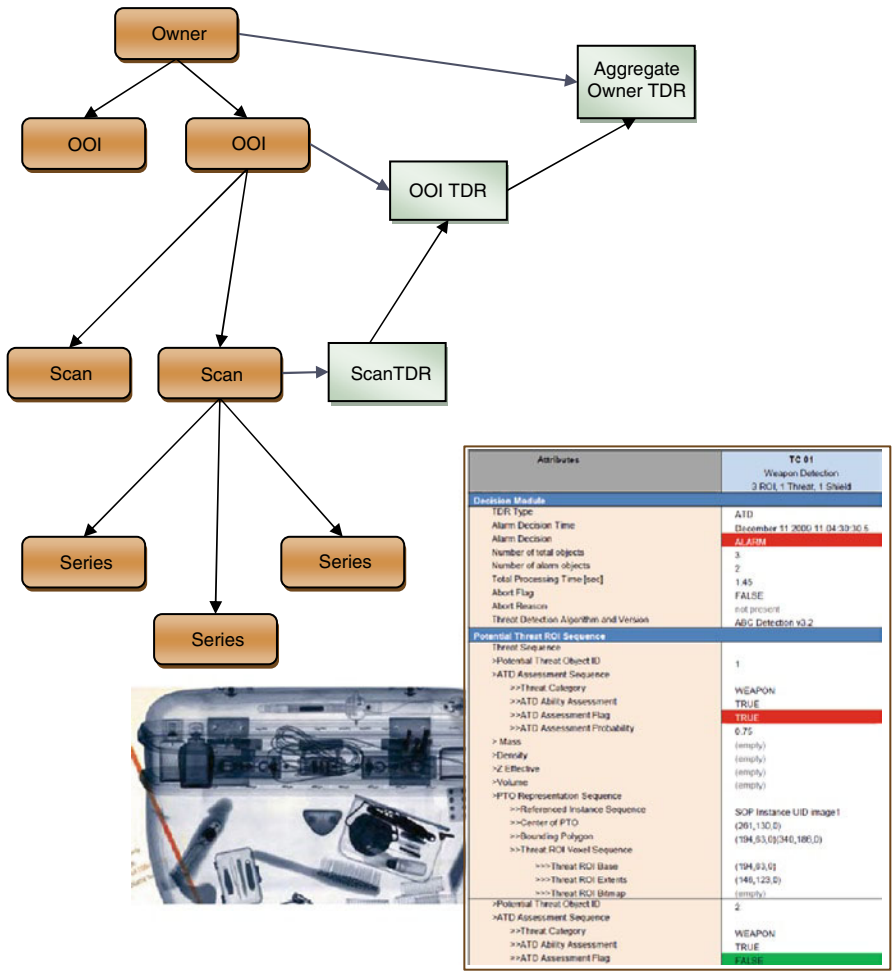 Owner
Aggregate
Owner TDR
OOI
OOI
OOI TDR
Scan
Scan
ScanTDR
Series
Series
Series
Attributes
TC 01
Weapon Detection
3 ROI, 1 Threat, 1 Shield
Decision Module
TDR Type ATD
Alarm Decision Time December 11 2009 11:04:30:30.5
Alarm Decision ALARM
Number of total objects 3
Number of alarm objects 2
Total Processing Time [sec] 1.45
Abort Flag FALSE
Abort Reason not present
Threat Detection Algorithm and Version ABC Detection v3.2
Potential Threat ROI Sequence
Threat Sequence
>Potential Threat Object ID 1
>ATD Assessment Sequence
>>Threat Category WEAPON
>>ATD Ability Assessment TRUE
>>ATD Assessment Flag TRUE
>>ATD Assessment Probability 0.75
> Mass (empty)
>Density (empty)
>Z Effective (empty)
>Volume (empty)
>PTO Representation Sequence
>>Referenced Instance Sequence SOP Instance UID image1
>>Center of PTO (261,130,0)
>>Bounding Polygon (194,63,0)(340,186,0)
>>Threat ROI Voxel Sequence
>>>Threat ROI Base (194,63,0)
>>>Threat ROI Extents (146,123,0)
>>>Threat ROI Bitmap (empty)
>Potential Threat Object ID 2
>ATD Assessment Sequence
>>Threat Category WEAPON
>>ATD Ability Assessment TRUE
>>ATD Assessment Flag FALSE